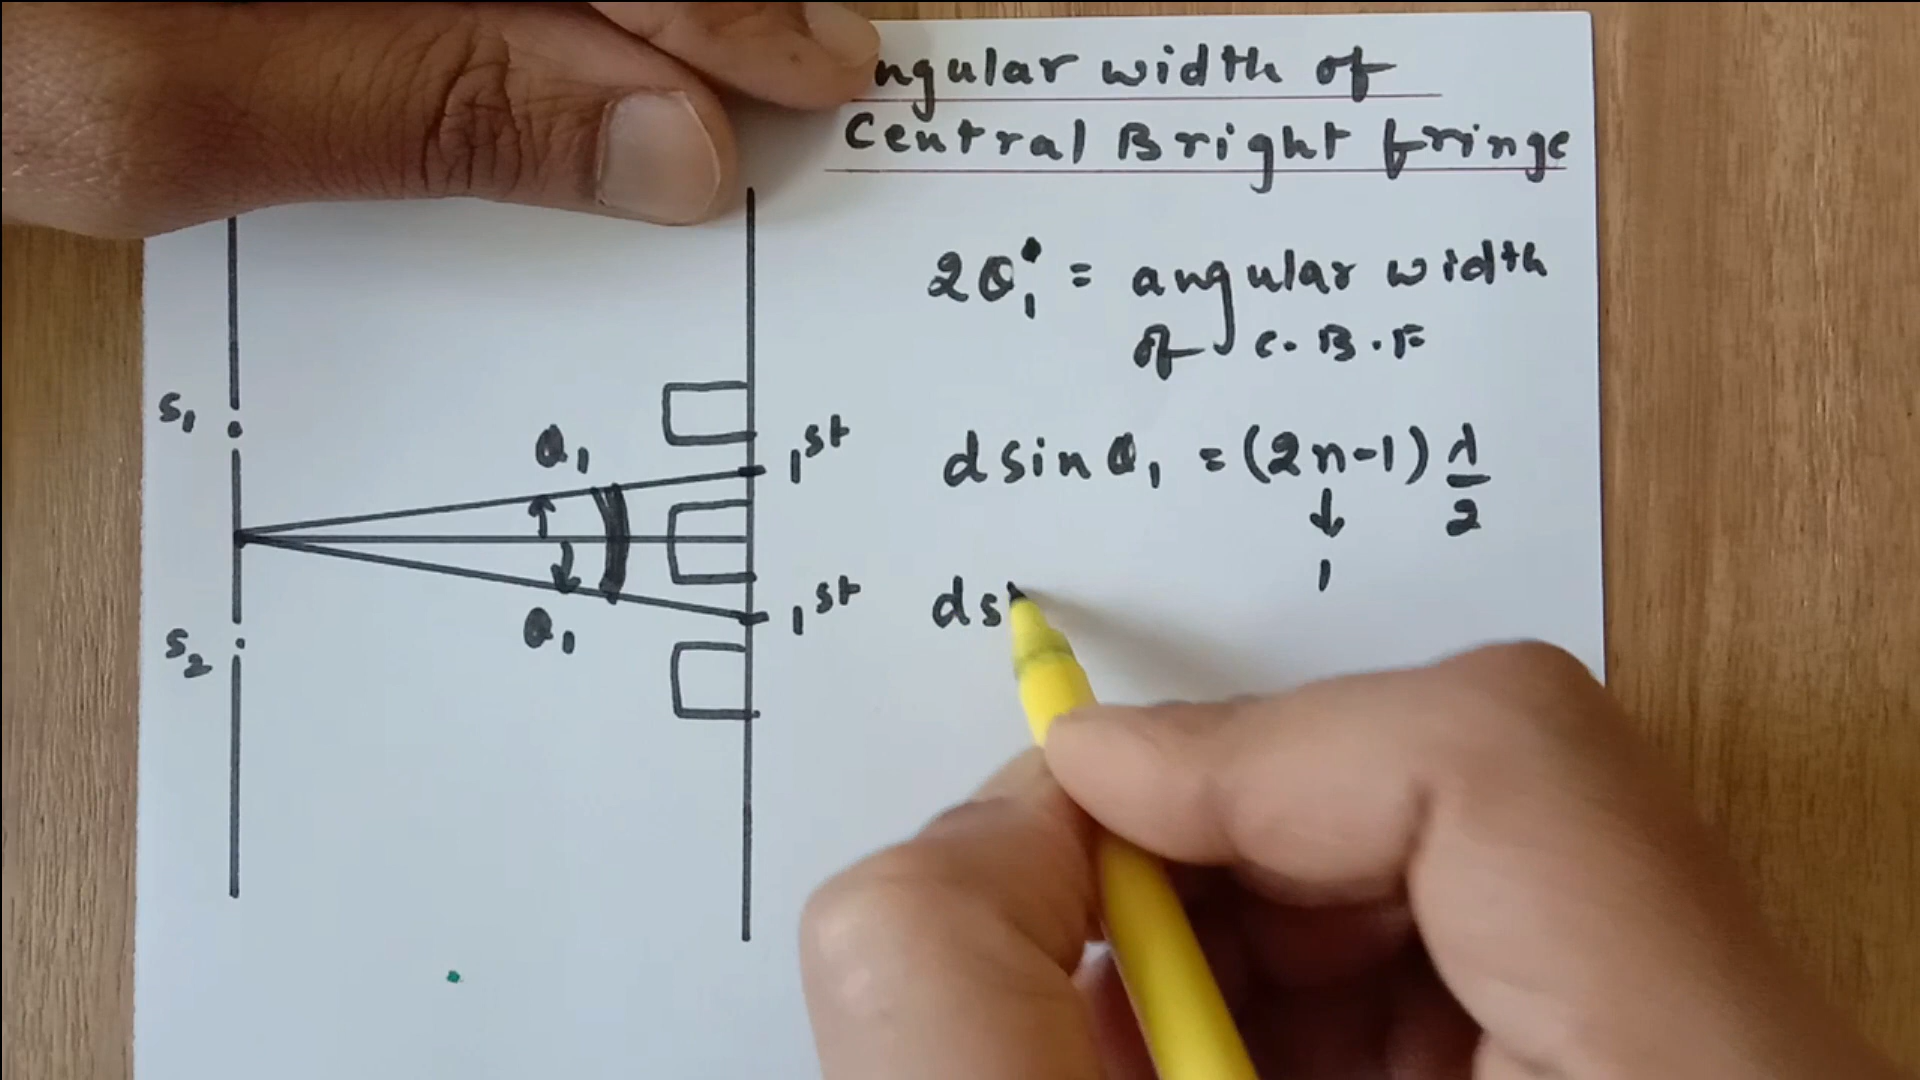 ngular width of
Central Bright fringe
2θ₁ = angular width
of C.B.F
S₁
θ₁
1st
d sin θ₁ = (2n-1) λ/2
↓
1
S₂
θ₁
1st
ds